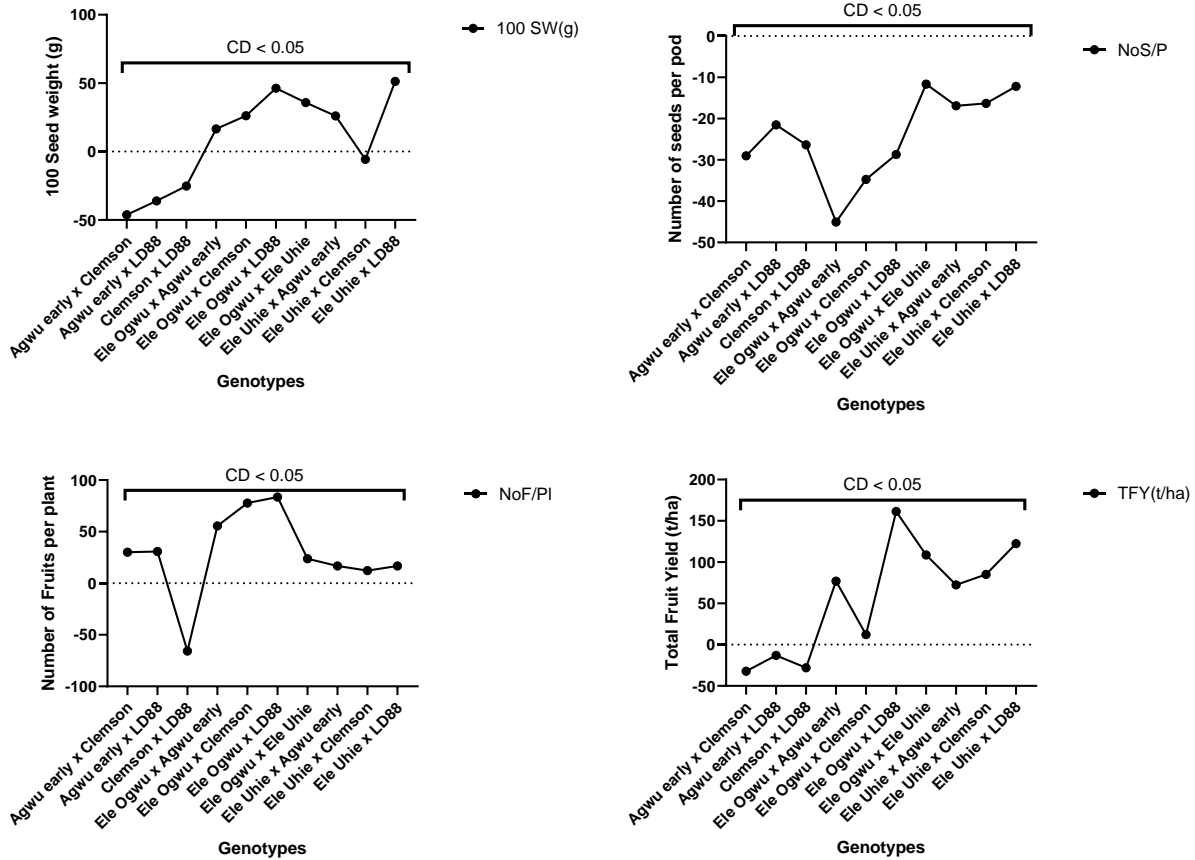 100
50
0
-50
100 Seed weight (g)
CD < 0.05
100 SW(g)
Agwu early x Clemson
Agwu early x LD88
Clemson x LD88
Ele Ogwu x Agwu early
Ele Ogwu x Clemson
Ele Ogwu x LD88
Ele Ogwu x Ele Uhie
Ele Uhie x Agwu early
Ele Uhie x Clemson
Ele Uhie x LD88
Genotypes
CD < 0.05
0
-10
-20
-30
-40
-50
Number of seeds per pod
NoS/P
Agwu early x Clemson
Agwu early x LD88
Clemson x LD88
Ele Ogwu x Agwu early
Ele Ogwu x Clemson
Ele Ogwu x LD88
Ele Ogwu x Ele Uhie
Ele Uhie x Agwu early
Ele Uhie x Clemson
Ele Uhie x LD88
Genotypes
100
50
0
-50
-100
Number of Fruits per plant
CD < 0.05
NoF/Pl
Agwu early x Clemson
Agwu early x LD88
Clemson x LD88
Ele Ogwu x Agwu early
Ele Ogwu x Clemson
Ele Ogwu x LD88
Ele Ogwu x Ele Uhie
Ele Uhie x Agwu early
Ele Uhie x Clemson
Ele Uhie x LD88
Genotypes
200
150
100
50
0
-50
Total Fruit Yield (t/ha)
CD < 0.05
TFY(t/ha)
Agwu early x Clemson
Agwu early x LD88
Clemson x LD88
Ele Ogwu x Agwu early
Ele Ogwu x Clemson
Ele Ogwu x LD88
Ele Ogwu x Ele Uhie
Ele Uhie x Agwu early
Ele Uhie x Clemson
Ele Uhie x LD88
Genotypes